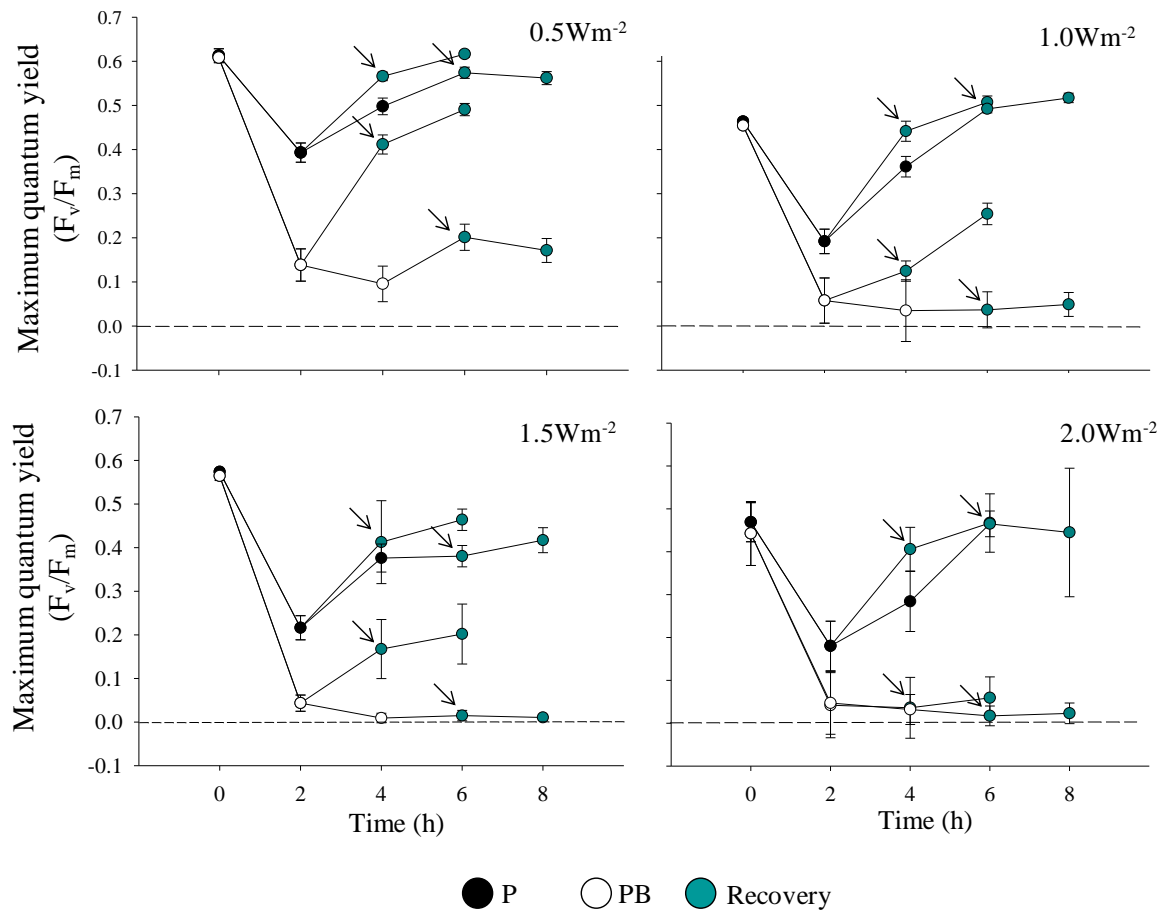 0.5Wm-2
1.0Wm-2
0.7
0.6
0.5
0.4
0.3
0.2
0.1
0.0
-0.1
Maximum quantum yield
(Fv/Fm)
1.5Wm-2
2.0Wm-2
0.7
0.6
0.5
0.4
0.3
0.2
0.1
0.0
-0.1
Maximum quantum yield
(Fv/Fm)
0 2 4 6 8
0 2 4 6 8
Time (h)
Time (h)
P PB Recovery